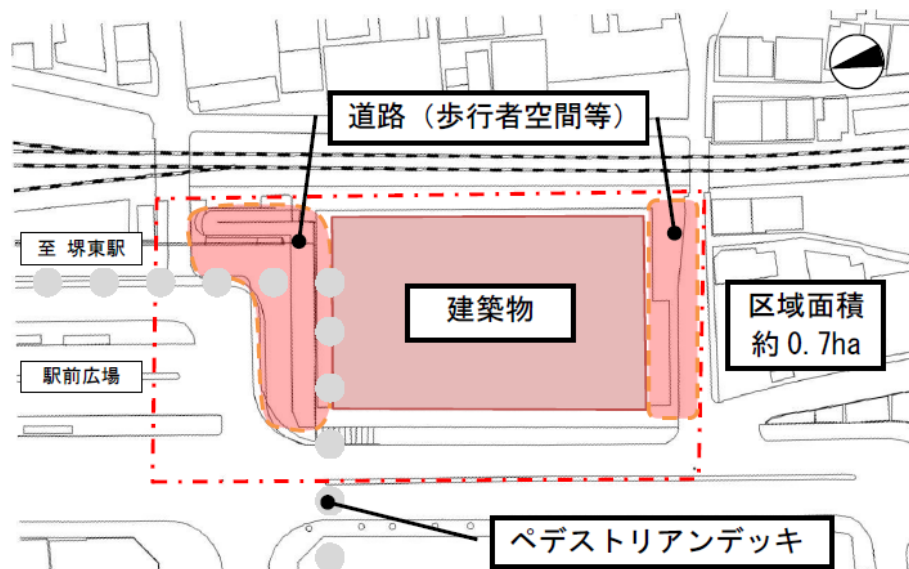 道路（歩行者空間等）
至 堺東駅
建築物
区域面積
約0.7ha
駅前広場
ペデストリアンデッキ